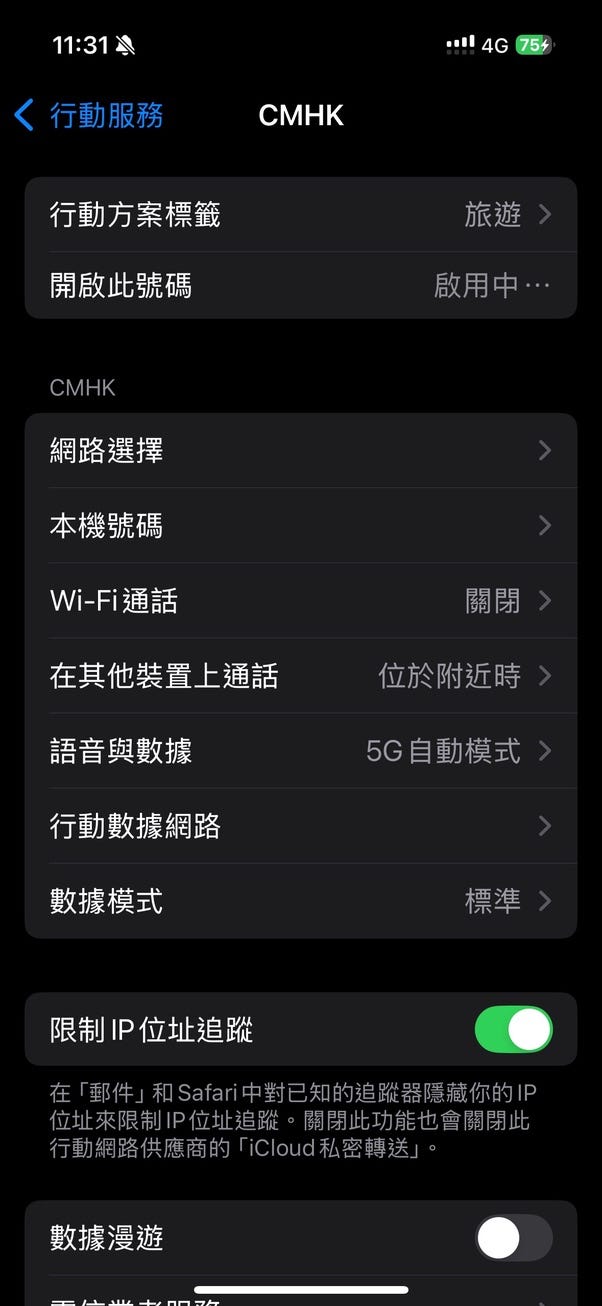 11:31 4G 75
行動服務 CMHK
行動方案標籤 旅遊
開啟此號碼 啟用中⋯
CMHK
網路選擇
本機號碼
Wi-Fi通話 關閉
在其他裝置上通話 位於附近時
語音與數據 5G自動模式
行動數據網路
數據模式 標準
限制IP位址追蹤
在「郵件」和Safari中對已知的追蹤器隱藏你的IP
位址來限制IP位址追蹤。關閉此功能也會關閉此
行動網路供應商的「iCloud私密轉送」。
數據漫遊